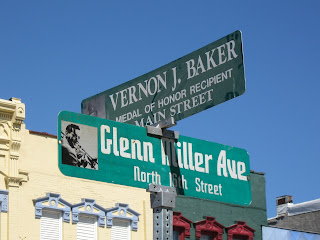 VERNON J. BAKER
MEDAL OF HONOR RECIPIENT
MAIN STREET
Glenn Miller Ave
North Street